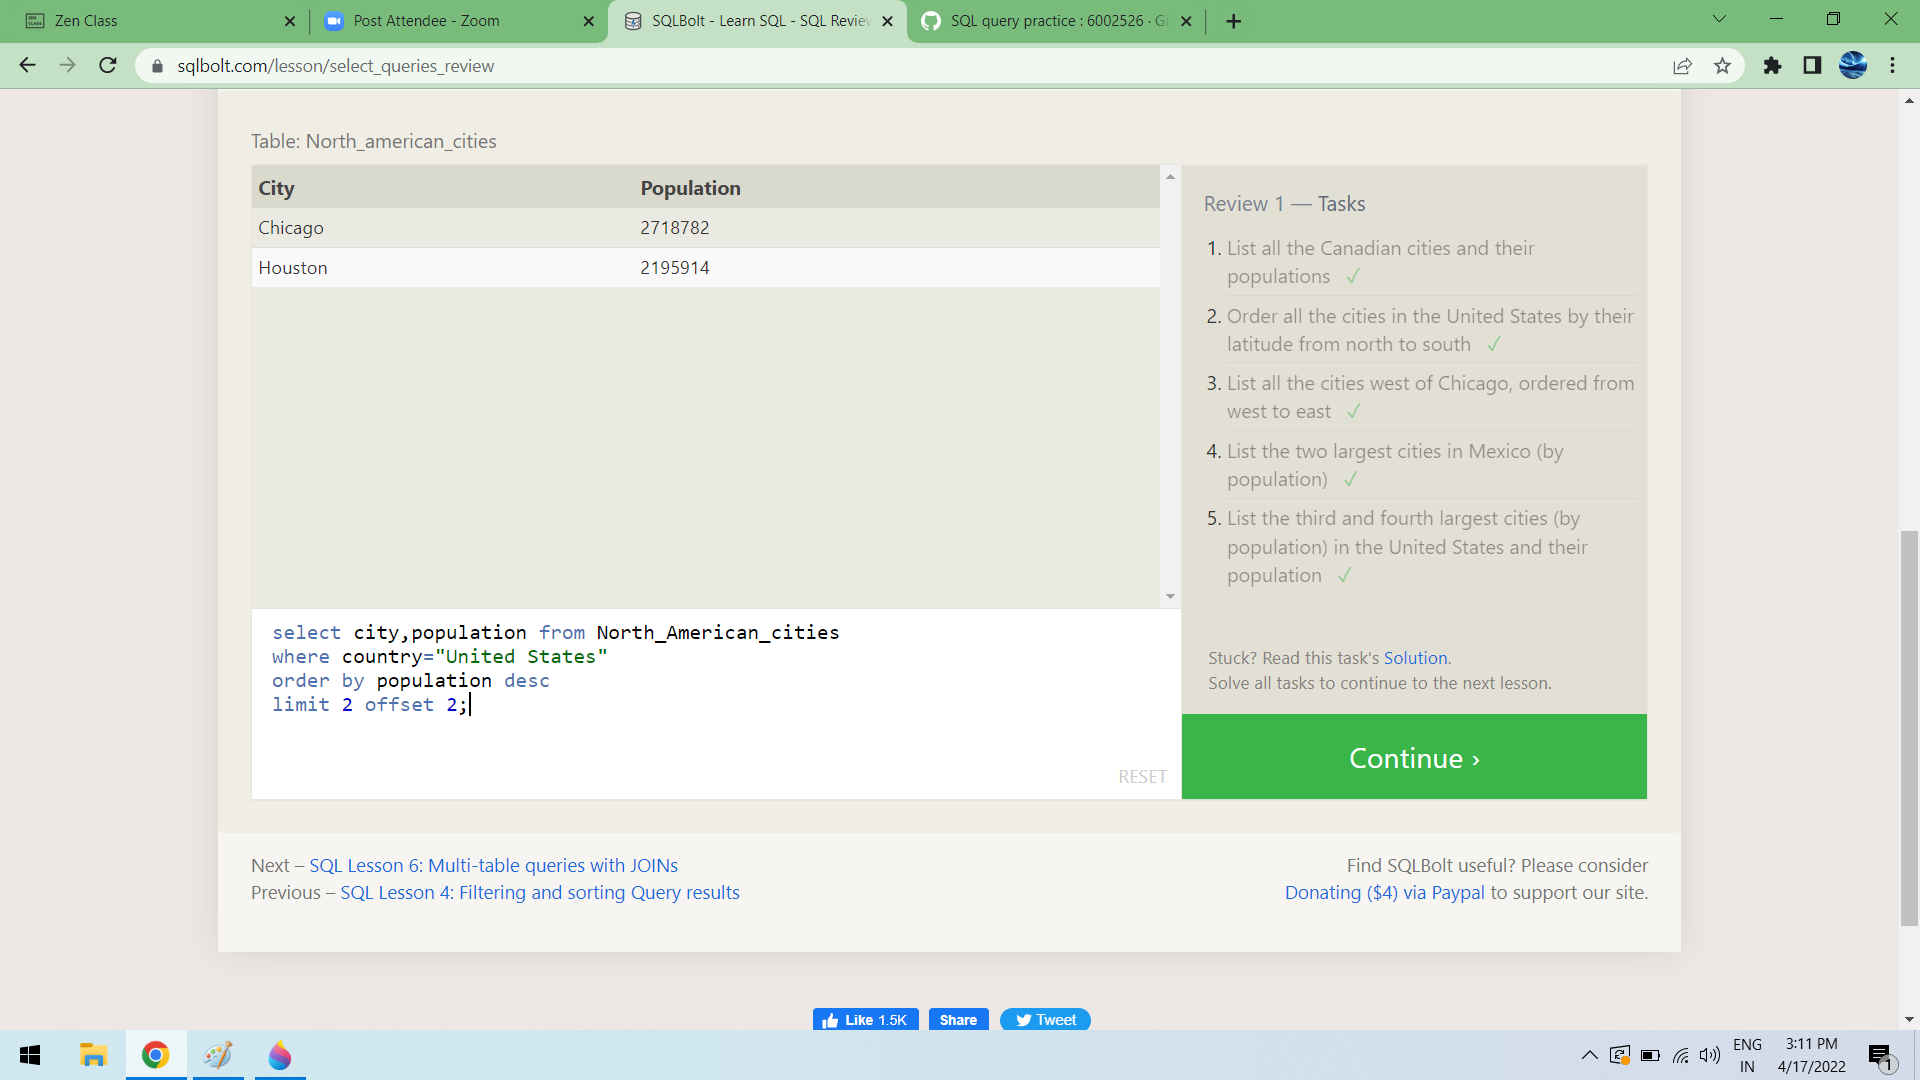 Zen Class
Post Attendee - Zoom
SQLBolt - Learn SQL - SQL Review
SQL query practice : 6002526 · Gi
sqlbolt.com/lesson/select_queries_review
Table: North_american_cities
City Population
Chicago 2718782
Houston 2195914
Review 1 — Tasks
1. List all the Canadian cities and their
populations ✓
2. Order all the cities in the United States by their
latitude from north to south ✓
3. List all the cities west of Chicago, ordered from
west to east ✓
4. List the two largest cities in Mexico (by
population) ✓
5. List the third and fourth largest cities (by
population) in the United States and their
population ✓
Stuck? Read this task's Solution.
Solve all tasks to continue to the next lesson.
Continue ›
select city,population from North_American_cities
where country="United States"
order by population desc
limit 2 offset 2;
RESET
Next – SQL Lesson 6: Multi-table queries with JOINs
Previous – SQL Lesson 4: Filtering and sorting Query results
Find SQLBolt useful? Please consider
Donating ($4) via Paypal to support our site.
Like 1.5K
Share
Tweet
ENG
IN
3:11 PM
4/17/2022
1